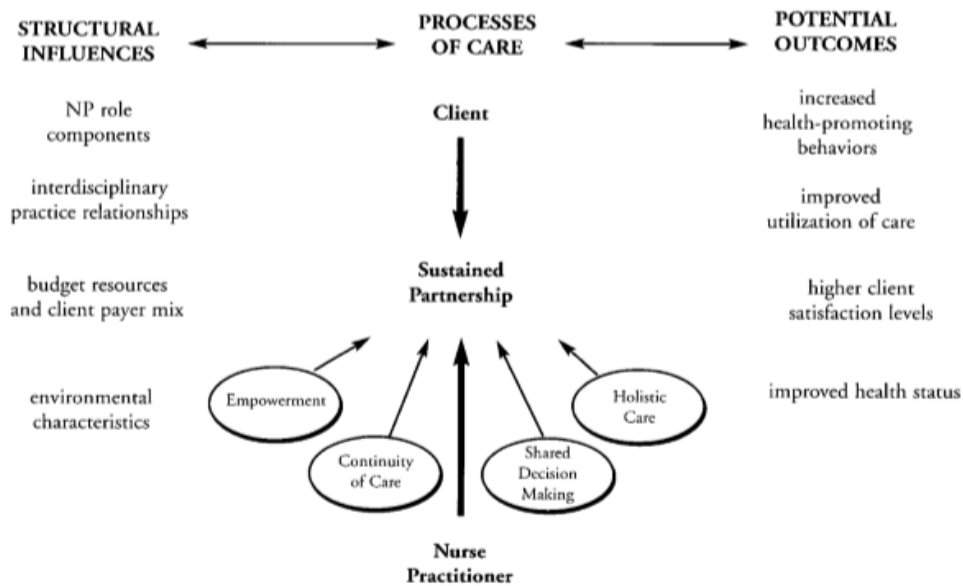 STRUCTURAL
INFLUENCES
NP role
components
interdisciplinary
practice relationships
budget resources
and client payer mix
environmental
characteristics
PROCESSES
OF CARE
Client
Sustained
Partnership
Empowerment
Continuity
of Care
Shared
Decision
Making
Holistic
Care
Nurse
Practitioner
POTENTIAL
OUTCOMES
increased
health-promoting
behaviors
improved
utilization of care
higher client
satisfaction levels
improved health status